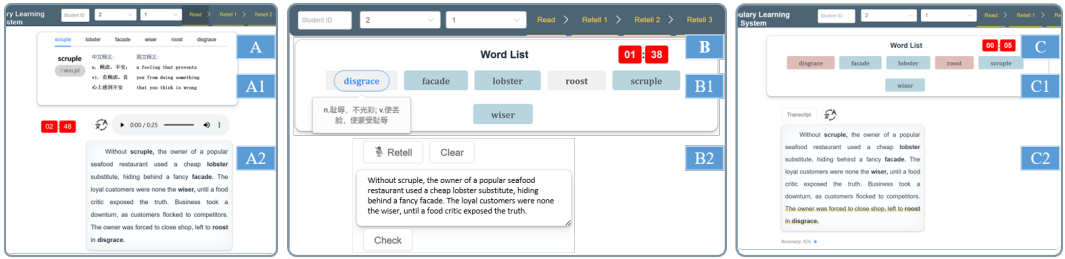 ry Learning
stem
Student ID
2
1
Read > Retell 1 > Retell 2
scruple lobster facade wiser roost disgrace
A
scruple
中文释义:
n. 顾虑,不安,
vi. 有顾虑,良
心上感到不安
英文释义:
a feeling that prevents
you from doing something
that you think is wrong
A1
02 48
0:00 / 0:25
A2
Without scruple, the owner of a popular
seafood restaurant used a cheap lobster
substitute, hiding behind a fancy facade. The
loyal customers were none the wiser, until a food
critic exposed the truth. Business took a
downturn, as customers flocked to competitors.
The owner was forced to close shop, left to roost
in disgrace.
Student ID
2
1
Read > Retell 1 > Retell 2 > Retell 3
Word List
01 : 38
B
disgrace facade lobster roost scruple
B1
n.耻辱,不光彩; v.使丢
脸,使蒙受耻辱
wiser
Retell Clear
B2
Without scruple, the owner of a popular seafood
restaurant used a cheap lobster substitute, hiding
behind a fancy facade. The loyal customers were none
the wiser, until a food critic exposed the truth.
Check
bulary Learning
System
Student ID
2
1
Read > Retell 1 > Ret
Word List
00 : 05
C
disgrace facade lobster roost scruple
C1
wiser
Transcript
C2
Without scruple, the owner of a popular
seafood restaurant used a cheap lobster
substitute, hiding behind a fancy facade. The
loyal customers were none the wiser, until a food
critic exposed the truth. Business took a
downturn, as customers flocked to competitors.
The owner was forced to close shop, left to roost
in disgrace.
Accuracy: 1/4